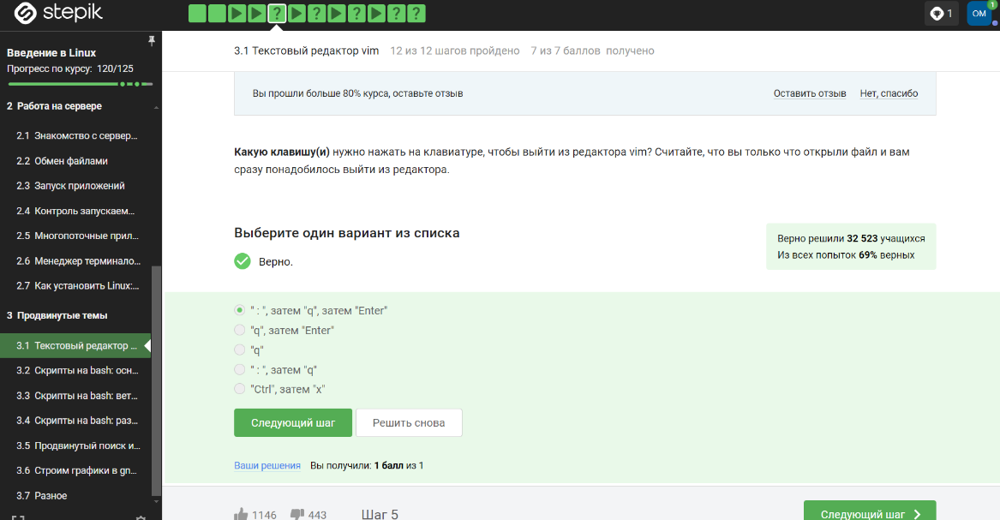 stepik
1
OM
1
Введение в Linux
Прогресс по курсу: 120/125
2 Работа на сервере
2.1 Знакомство с сервер...
2.2 Обмен файлами
2.3 Запуск приложений
2.4 Контроль запускаем...
2.5 Многопоточные прил...
2.6 Менеджер терминало...
2.7 Как установить Linux:...
3 Продвинутые темы
3.1 Текстовый редактор ...
3.2 Скрипты на bash: осн...
3.3 Скрипты на bash: вет...
3.4 Скрипты на bash: раз...
3.5 Продвинутый поиск и...
3.6 Строим графики в gn...
3.7 Разное
3.1 Текстовый редактор vim 12 из 12 шагов пройдено 7 из 7 баллов получено
Вы прошли больше 80% курса, оставьте отзыв Оставить отзыв Нет, спасибо
Какую клавишу(и) нужно нажать на клавиатуре, чтобы выйти из редактора vim? Считайте, что вы только что открыли файл и вам
сразу понадобилось выйти из редактора.
Выберите один вариант из списка
Верно.
Верно решили 32 523 учащихся
Из всех попыток 69% верных
" : ", затем "q", затем "Enter"
"q", затем "Enter"
"q"
" : ", затем "q"
"Ctrl", затем "x"
Следующий шаг Решить снова
Ваши решения Вы получили: 1 балл из 1
1146 443 Шаг 5 Следующий шаг